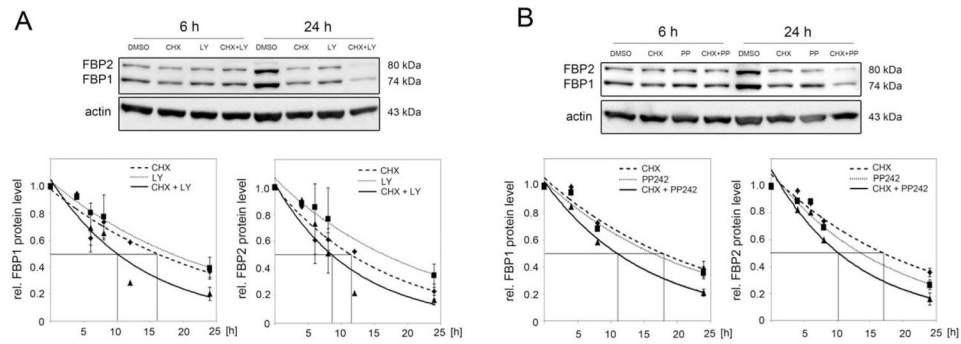 A
6 h 24 h
DMSO CHX LY CHX+LY DMSO CHX LY CHX+LY
FBP2 80 kDa
FBP1 74 kDa
actin 43 kDa
rel. FBP1 protein level
1.0
0.8
0.6
0.4
0.2
0
5 10 15 20 25 [h]
CHX
LY
CHX + LY
rel. FBP2 protein level
1.0
0.8
0.6
0.4
0.2
0
5 10 15 20 25 [h]
CHX
LY
CHX + LY
B
6 h 24 h
DMSO CHX PP CHX+PP DMSO CHX PP CHX+PP
FBP2 80 kDa
FBP1 74 kDa
actin 43 kDa
rel. FBP1 protein level
1.0
0.8
0.6
0.4
0.2
0
5 10 15 20 25 [h]
CHX
PP242
CHX + PP242
rel. FBP2 protein level
1.0
0.8
0.6
0.4
0.2
0
5 10 15 20 25 [h]
CHX
PP242
CHX + PP242